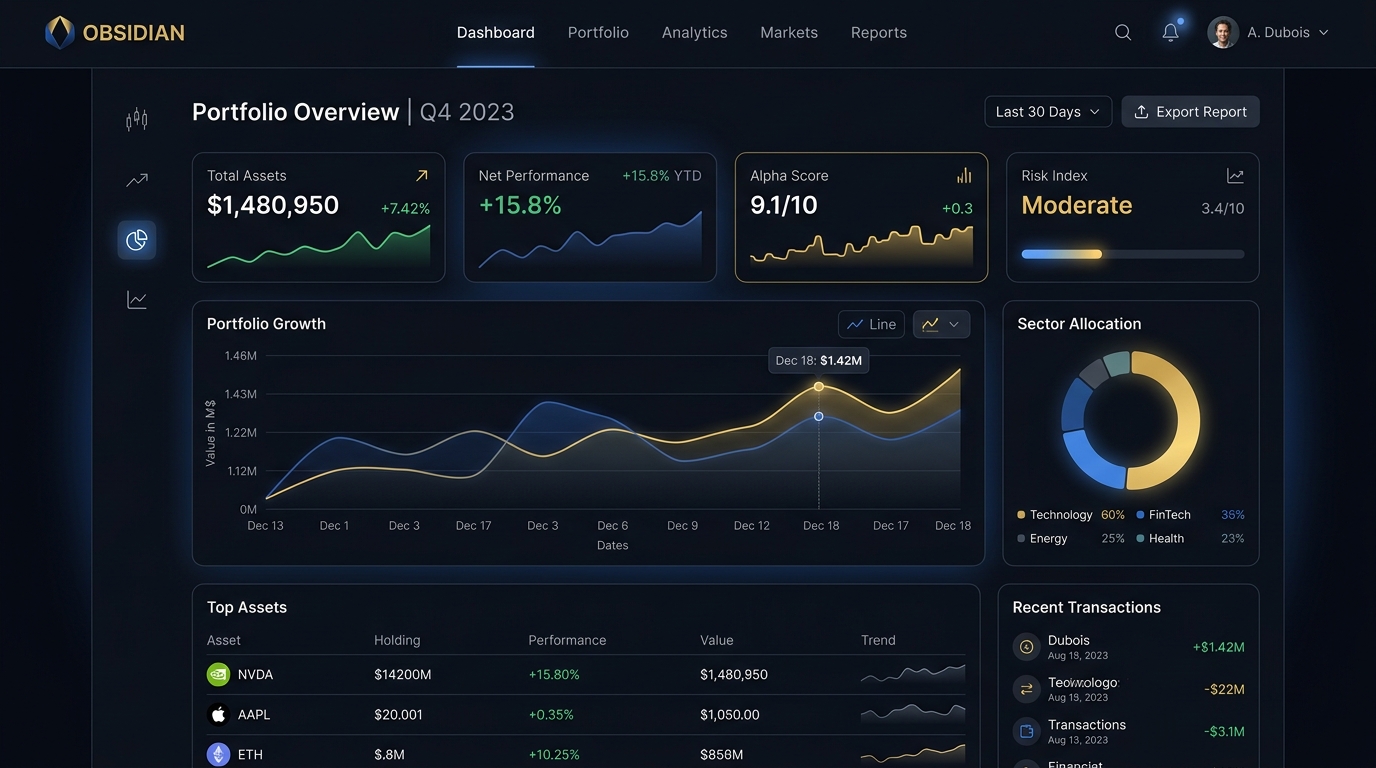 OBSIDIAN
Dashboard Portfolio Analytics Markets Reports
A. Dubois
Portfolio Overview | Q4 2023
Last 30 Days
Export Report
Total Assets
$1,480,950 +7.42%
Net Performance +15.8% YTD
+15.8%
Alpha Score
9.1/10 +0.3
Risk Index
Moderate 3.4/10
Portfolio Growth
Line
Dec 18: $1.42M
Value in M$
1.46M
1.43M
1.22M
1.12M
0M
Dec 13 Dec 1 Dec 3 Dec 17 Dec 3 Dec 6 Dec 9 Dec 12 Dec 18 Dec 17 Dec 18
Dates
Sector Allocation
Technology 60% FinTech 36%
Energy 25% Health 23%
Top Assets
Asset Holding Performance Value Trend
NVDA $14200M +15.80% $1,480,950
AAPL $20.001 +0.35% $1,050.00
ETH $.8M +10.25% $856M
Recent Transactions
Dubois
Aug 18, 2023
+$1.42M
Aug 18, 2023
-$22M
Transactions
Aug 13, 2023
-$3.1M
Financiet